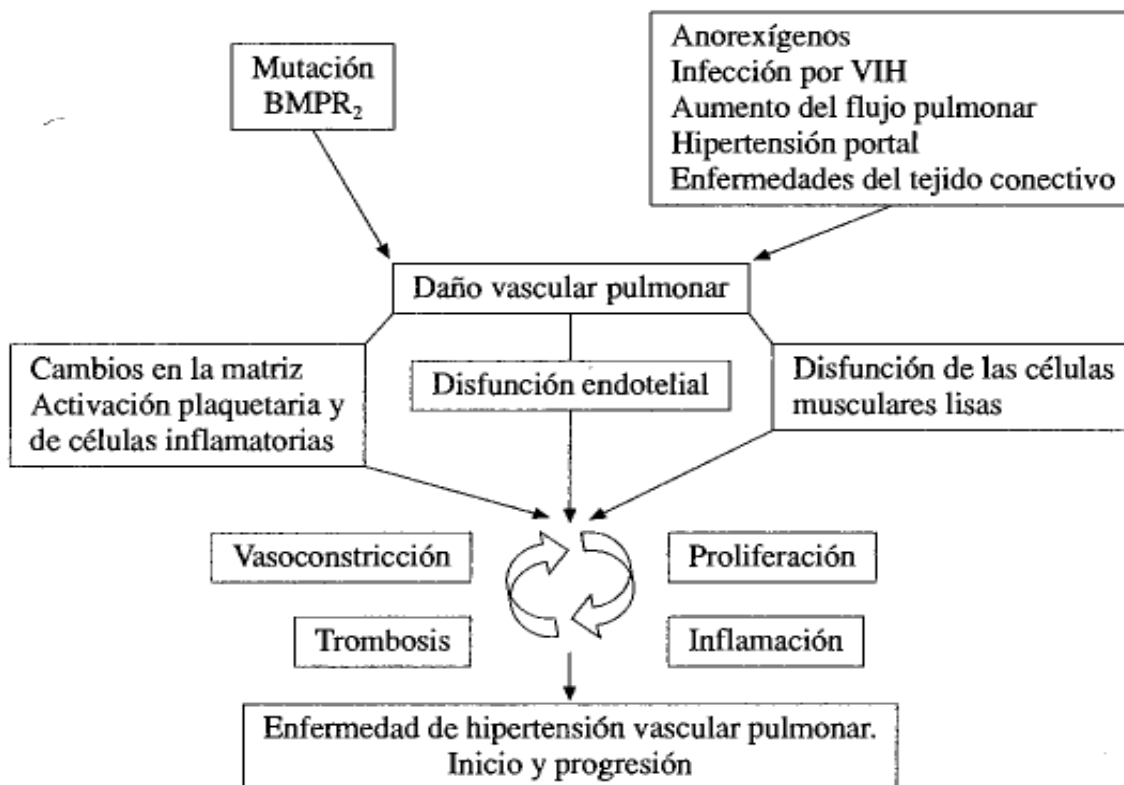 Mutación
BMPR₂
Anorexígenos
Infección por VIH
Aumento del flujo pulmonar
Hipertensión portal
Enfermedades del tejido conectivo
Daño vascular pulmonar
Cambios en la matriz
Activación plaquetaria y
de células inflamatorias
Disfunción endotelial
Disfunción de las células
musculares lisas
Vasoconstricción
Proliferación
Trombosis
Inflamación
Enfermedad de hipertensión vascular pulmonar.
Inicio y progresión